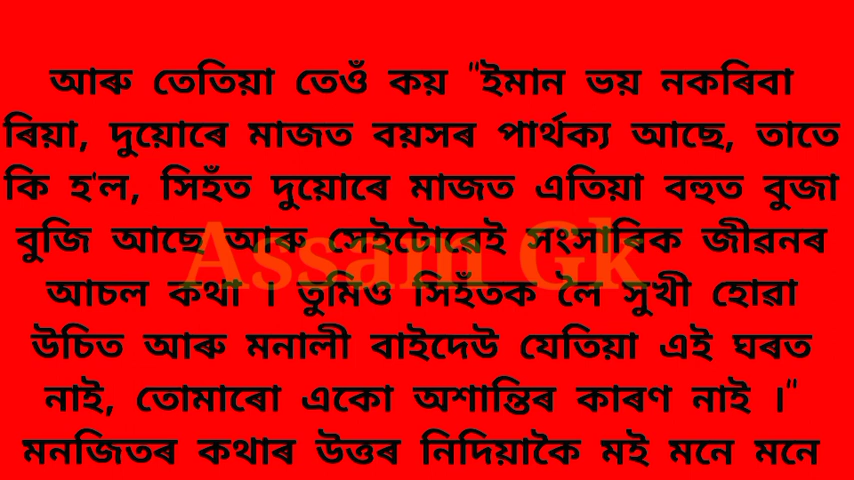 আৰু তেতিয়া তেওঁ কয় "ইমান ভয় নকৰিবা
ৰিয়া, দুয়োৰে মাজত বয়সৰ পাৰ্থক্য আছে, তাতে
কি হ'ল, সিহঁত দুয়োৰে মাজত এতিয়া বহুত বুজা
বুজি আছে আৰু সেইটোৱেই সংসাৰিক জীৱনৰ
Assam Gk
আচল কথা । তুমিও সিহঁতক লৈ সুখী হোৱা
উচিত আৰু মনালী বাইদেউ যেতিয়া এই ঘৰত
নাই, তোমাৰো একো অশান্তিৰ কাৰণ নাই ।"
মনজিতৰ কথাৰ উত্তৰ নিদিয়াকৈ মই মনে মনে